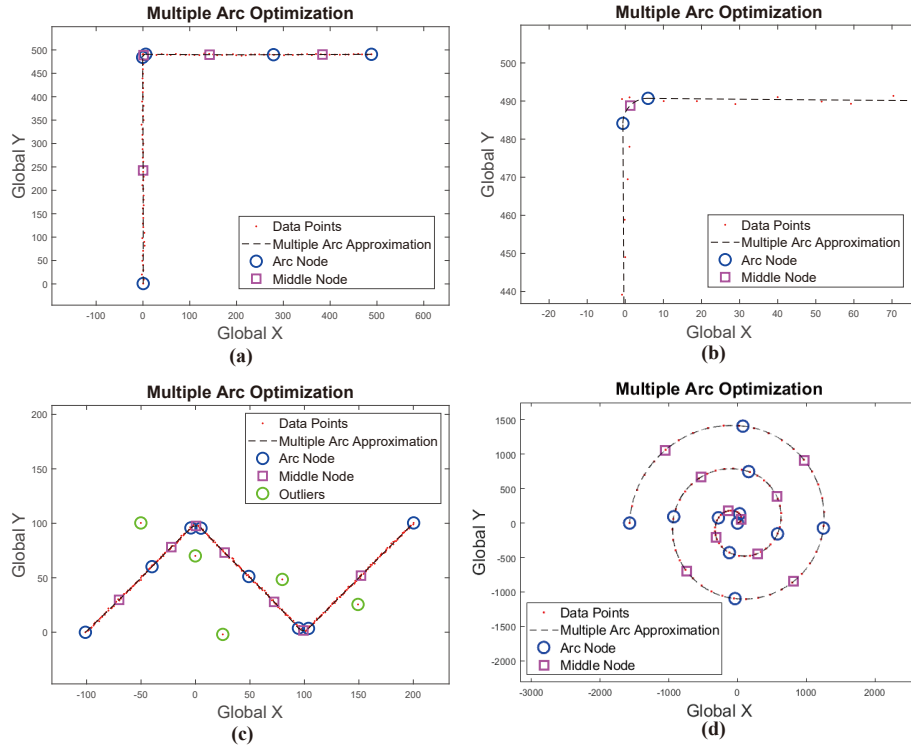 Multiple Arc Optimization
500
450
400
350
300
250
200
150
100
50
0
Global Y
-100 0 100 200 300 400 500 600
Global X
Data Points
Multiple Arc Approximation
Arc Node
Middle Node
(a)
Multiple Arc Optimization
520
510
500
490
480
470
460
450
440
Global Y
-20 -10 0 10 20 30 40 50 60 70
Global X
Data Points
Multiple Arc Approximation
Arc Node
Middle Node
(b)
Multiple Arc Optimization
200
150
100
50
0
Global Y
-100 -50 0 50 100 150 200
Global X
Data Points
Multiple Arc Approximation
Arc Node
Middle Node
Outliers
(c)
Multiple Arc Optimization
1500
1000
500
0
-500
-1000
-1500
-2000
Global Y
-3000 -2000 -1000 0 1000 2000
Global X
Data Points
Multiple Arc Approximation
Arc Node
Middle Node
(d)